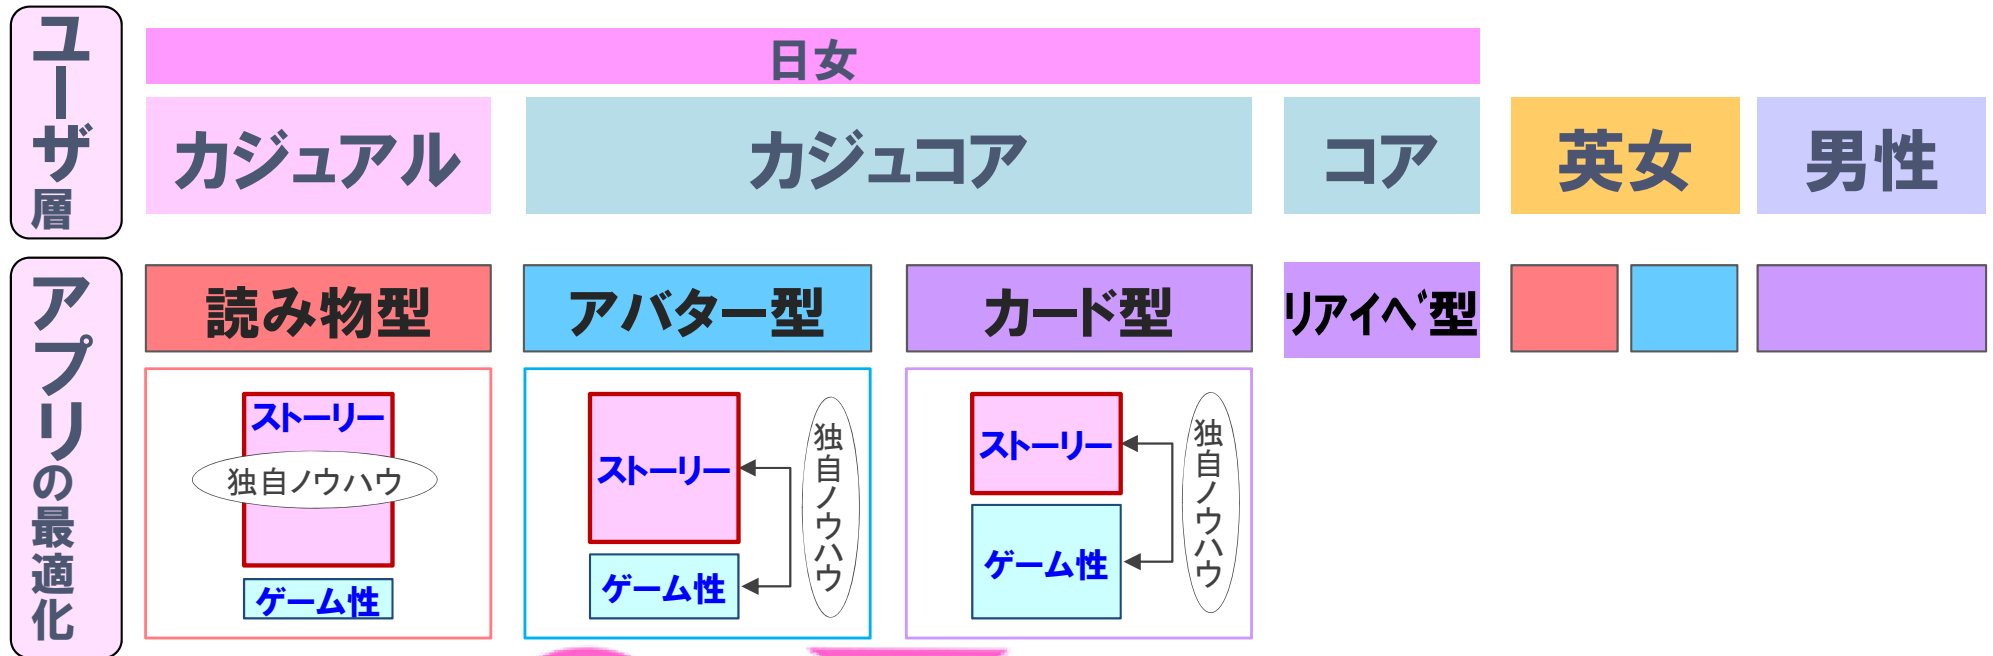 ユーザ層
日女
カジュアル
カジュコア
コア
英女
男性
アプリの最適化
読み物型
アバター型
カード型
リアイベ型
ストーリー
独自ノウハウ
ゲーム性
ストーリー
独自ノウハウ
ゲーム性
ストーリー
独自ノウハウ
ゲーム性